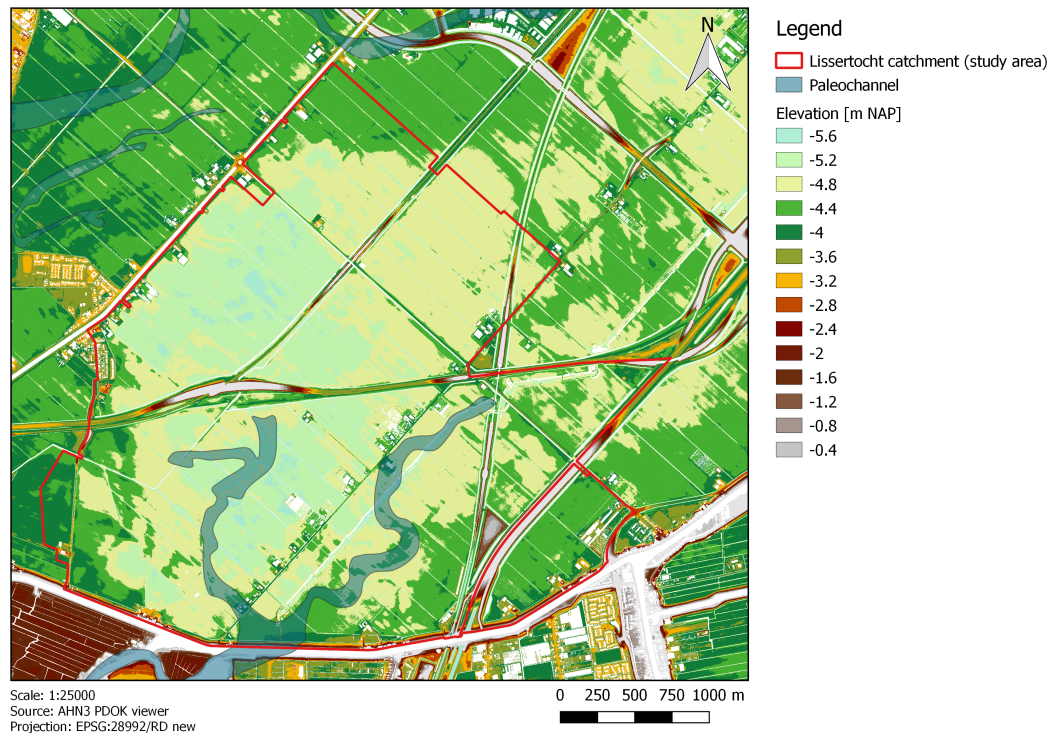 N
Legend
Lissertocht catchment (study area)
Paleochannel
Elevation [m NAP]
-5.6
-5.2
-4.8
-4.4
-4
-3.6
-3.2
-2.8
-2.4
-2
-1.6
-1.2
-0.8
-0.4
Scale: 1:25000
Source: AHN3 PDOK viewer
Projection: EPSG:28992/RD new
0 250 500 750 1000 m